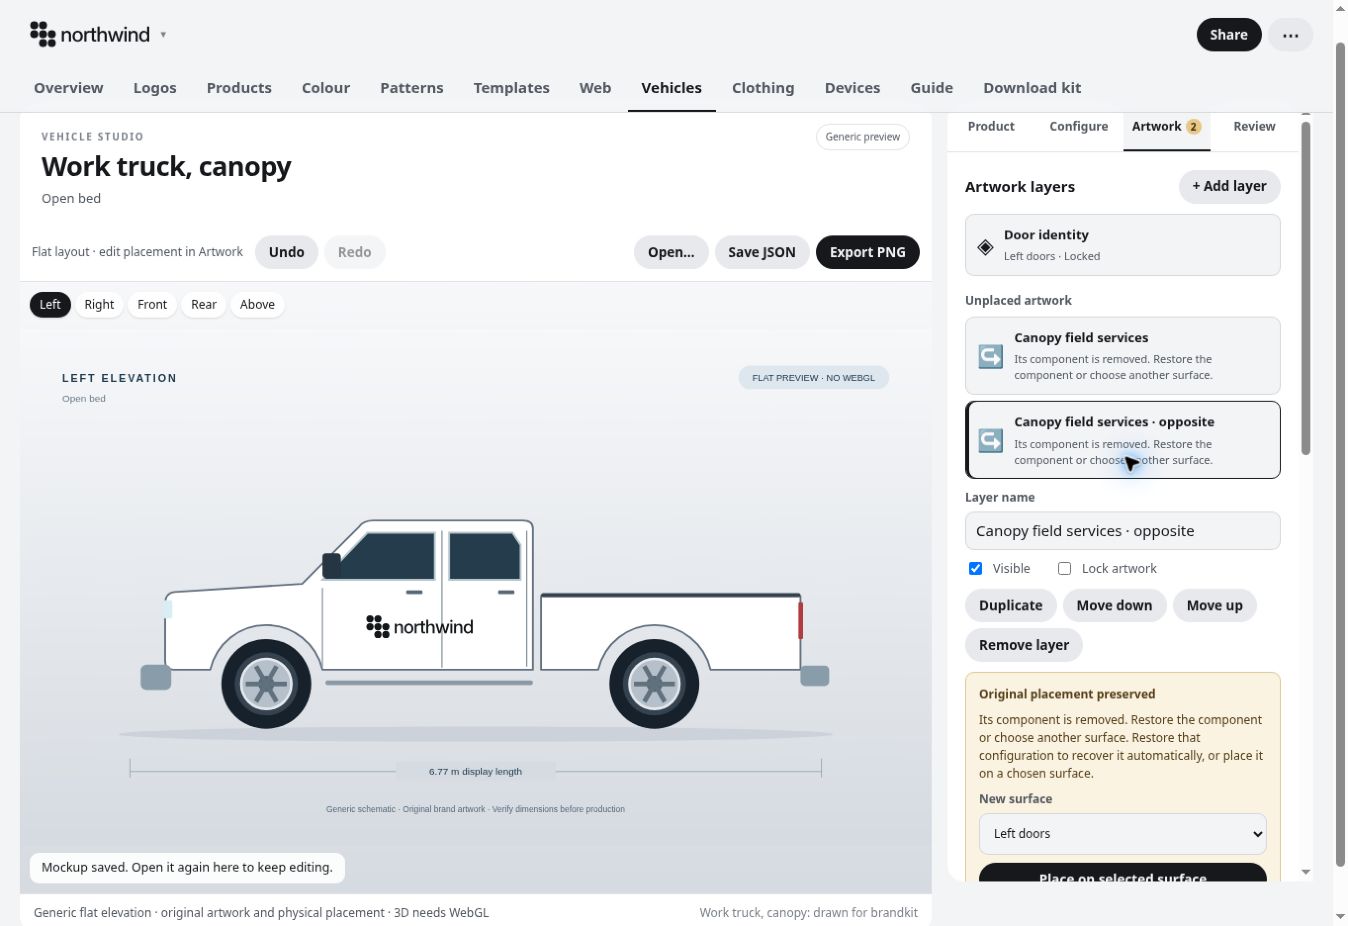 northwind
Share
Overview
Logos
Products
Colour
Patterns
Templates
Web
Vehicles
Clothing
Devices
Guide
Download kit
VEHICLE STUDIO
Generic preview
Work truck, canopy
Open bed
Flat layout · edit placement in Artwork
Undo
Redo
Open...
Save JSON
Export PNG
Left
Right
Front
Rear
Above
LEFT ELEVATION
FLAT PREVIEW · NO WEBGL
Open bed
northwind
6.77 m display length
Generic schematic · Original brand artwork · Verify dimensions before production
Mockup saved. Open it again here to keep editing.
Generic flat elevation · original artwork and physical placement · 3D needs WebGL
Work truck, canopy: drawn for brandkit
Product
Configure
Artwork 2
Review
Artwork layers
+ Add layer
Door identity
Left doors · Locked
Unplaced artwork
Canopy field services
Its component is removed. Restore the
component or choose another surface.
Canopy field services · opposite
Its component is removed. Restore the
component or choose another surface.
Layer name
Canopy field services · opposite
Visible
Lock artwork
Duplicate
Move down
Move up
Remove layer
Original placement preserved
Its component is removed. Restore the component
or choose another surface. Restore that
configuration to recover it automatically, or place it
on a chosen surface.
New surface
Left doors
Place on selected surface